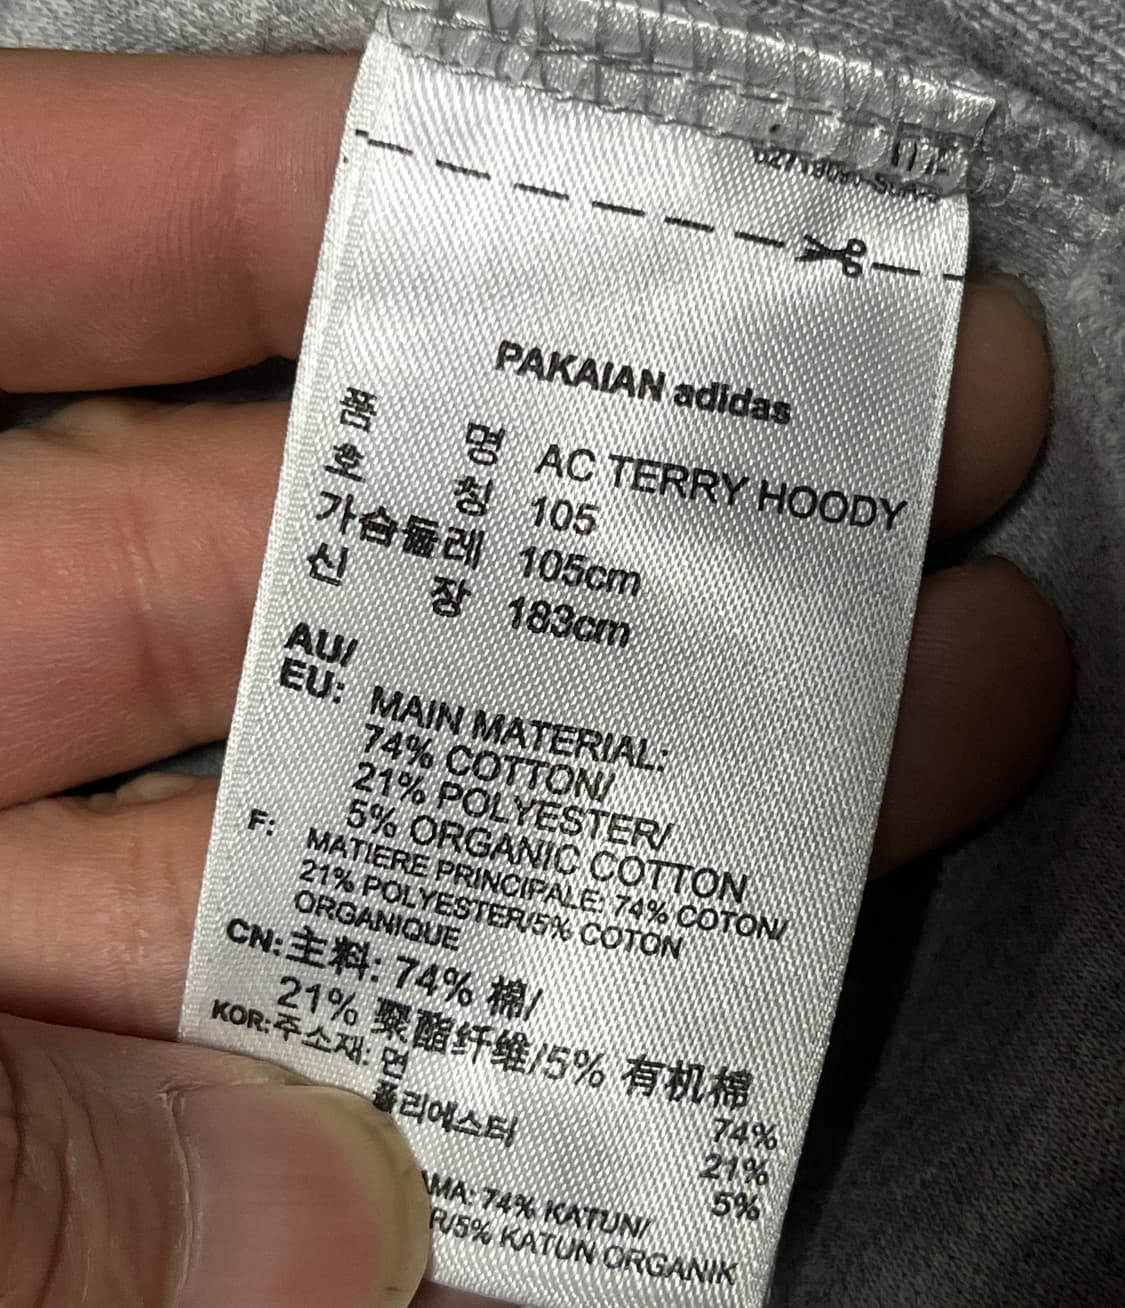 PAKAIAN adidas
품 명 AC TERRY HOODY
호 칭 105
가슴둘레 105cm
신 장 183cm
AU/
EU: MAIN MATERIAL:
74% COTTON/
21% POLYESTER/
5% ORGANIC COTTON
F: MATIERE PRINCIPALE: 74% COTON/
21% POLYESTER/5% COTON
ORGANIQUE
CN: 主料: 74% 棉/
21% 聚酯纤维/5% 有机棉
KOR: 주소재: 면 74%
폴리에스터 21%
5%
AMA: 74% KATUN/
R/5% KATUN ORGANIK